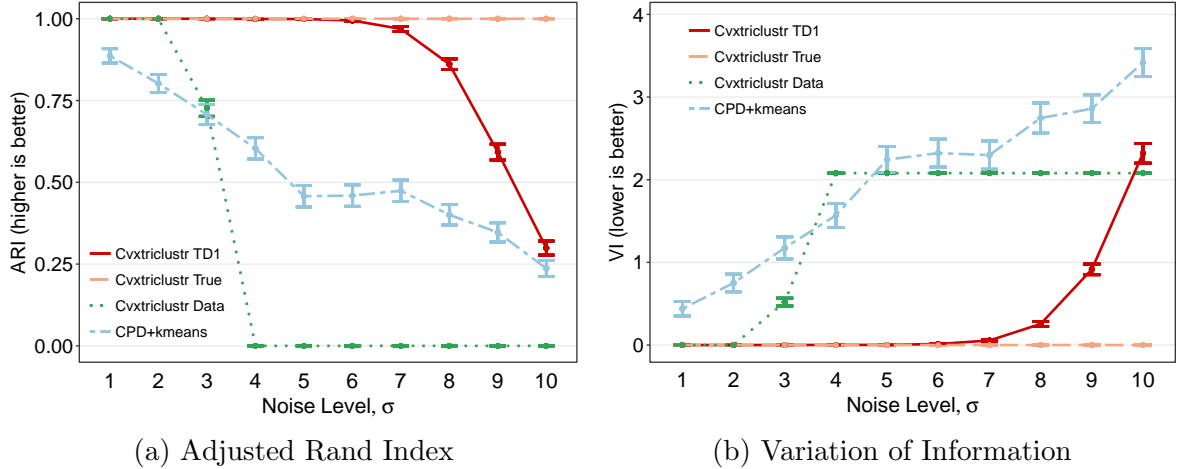 ARI (higher is better)
1.00
0.75
0.50
0.25
0.00
Cvxtriclustr TD1
Cvxtriclustr True
Cvxtriclustr Data
CPD+kmeans
1 2 3 4 5 6 7 8 9 10
Noise Level, σ
(a) Adjusted Rand Index
VI (lower is better)
4
3
2
1
0
Cvxtriclustr TD1
Cvxtriclustr True
Cvxtriclustr Data
CPD+kmeans
1 2 3 4 5 6 7 8 9 10
Noise Level, σ
(b) Variation of Information